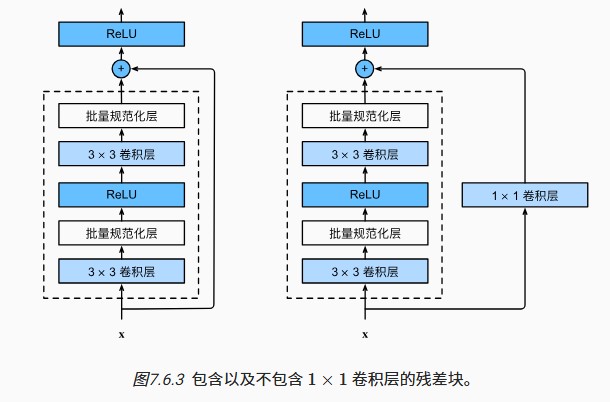 ReLU
+
批量规范化层
3 × 3 卷积层
ReLU
批量规范化层
3 × 3 卷积层
x
ReLU
+
批量规范化层
3 × 3 卷积层
ReLU
批量规范化层
3 × 3 卷积层
x
1 × 1 卷积层
图7.6.3 包含以及不包含 1 × 1 卷积层的残差块。